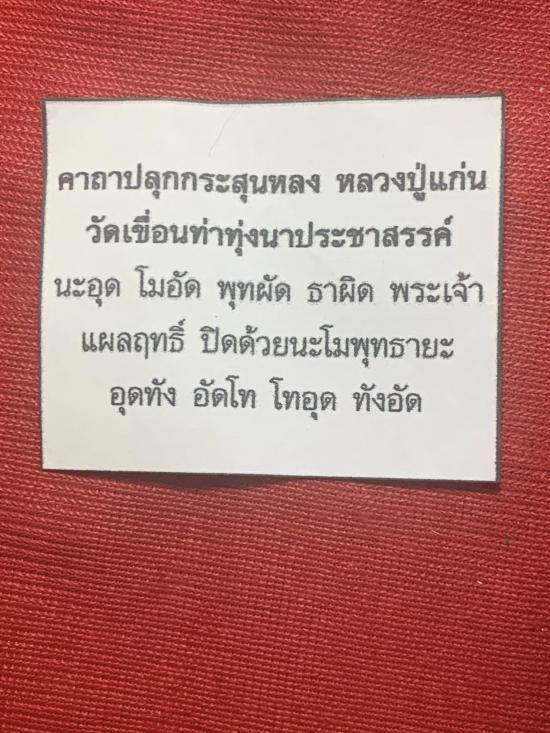 คาถาปลุกกระสุนหลง หลวงปู่แก่น
วัดเขื่อนท่าทุ่งนาประชาสรรค์
นะอุด โมอัด พุทผัด ธาผิด พระเจ้า
แผลฤทธิ์ ปิดด้วยนะโมพุทธายะ
อุดทัง อัดโท โทอุด ทังอัด